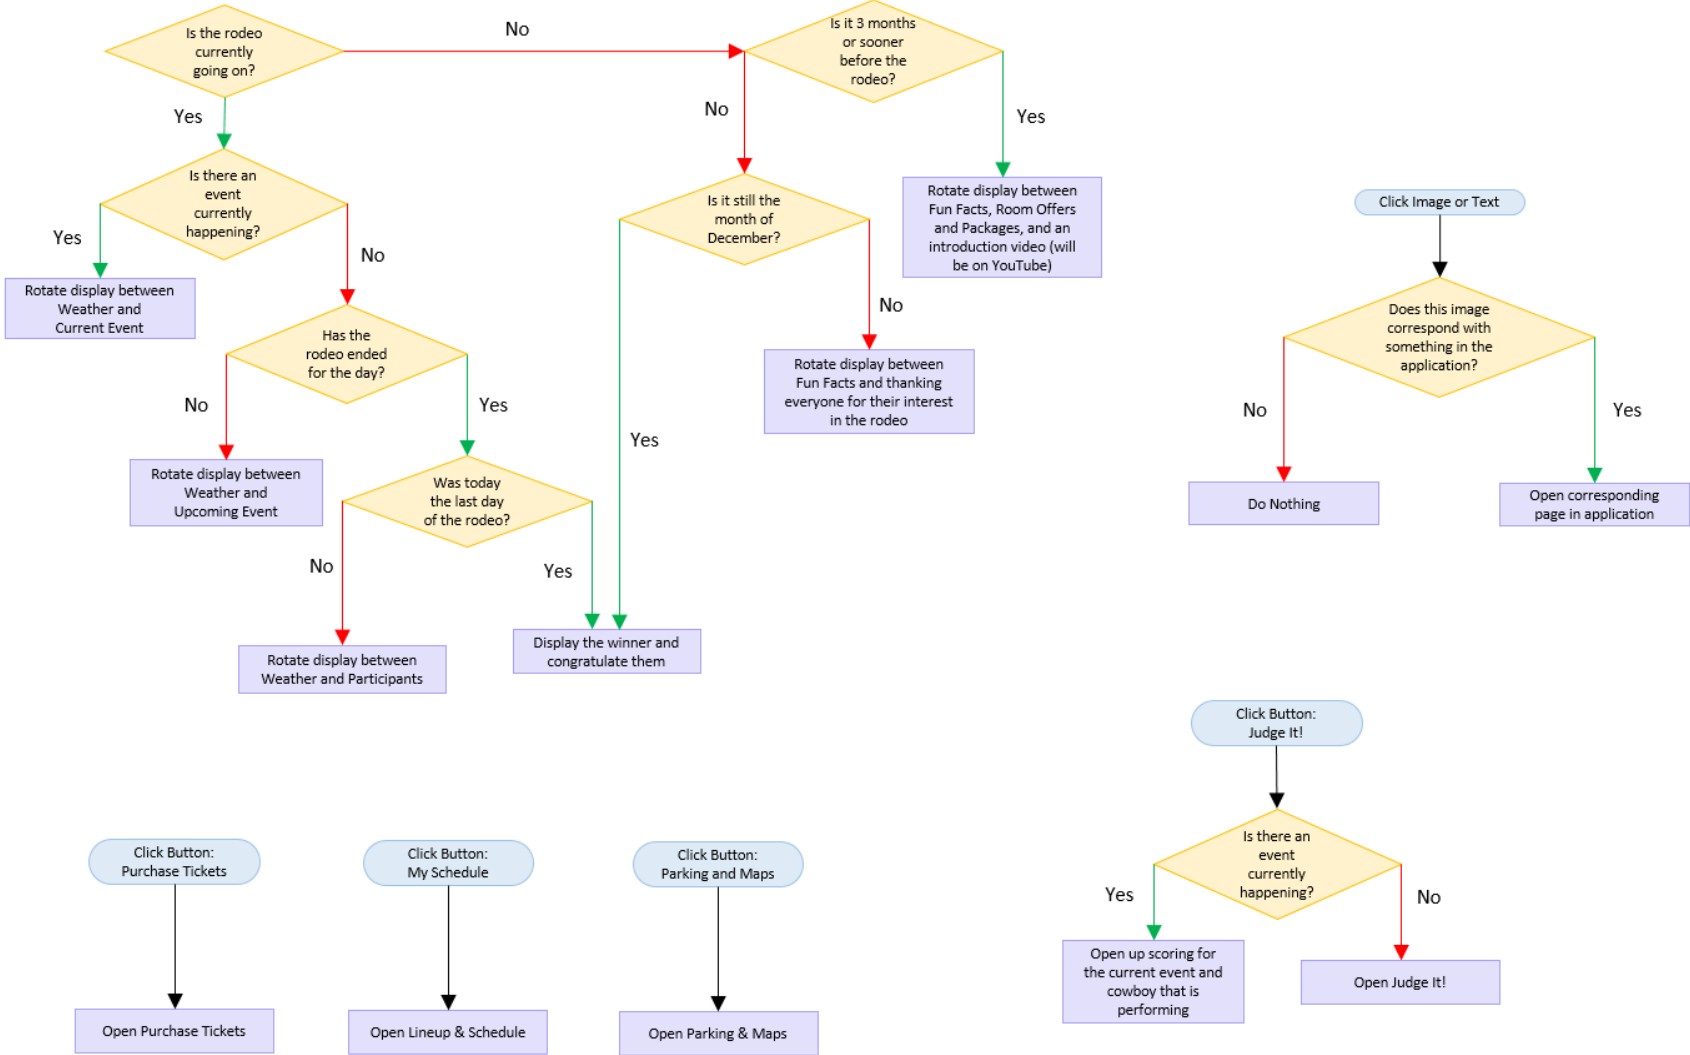 Is the rodeo
currently
going on?
No
Is it 3 months
or sooner
before the
rodeo?
Yes
No
Yes
Is there an
event
currently
happening?
Yes
No
Rotate display between
Weather and
Current Event
Has the
rodeo ended
for the day?
No
Yes
Rotate display between
Weather and
Upcoming Event
Was today
the last day
of the rodeo?
No
Yes
Rotate display between
Weather and Participants
Display the winner and
congratulate them
Is it still the
month of
December?
Yes
No
Rotate display between
Fun Facts and thanking
everyone for their interest
in the rodeo
Rotate display between
Fun Facts, Room Offers
and Packages, and an
introduction video (will
be on YouTube)
Click Image or Text
Does this image
correspond with
something in the
application?
No
Yes
Do Nothing
Open corresponding
page in application
Click Button:
Judge It!
Is there an
event
currently
happening?
Yes
No
Open up scoring for
the current event and
cowboy that is
performing
Open Judge It!
Click Button:
Purchase Tickets
Open Purchase Tickets
Click Button:
My Schedule
Open Lineup & Schedule
Click Button:
Parking and Maps
Open Parking & Maps